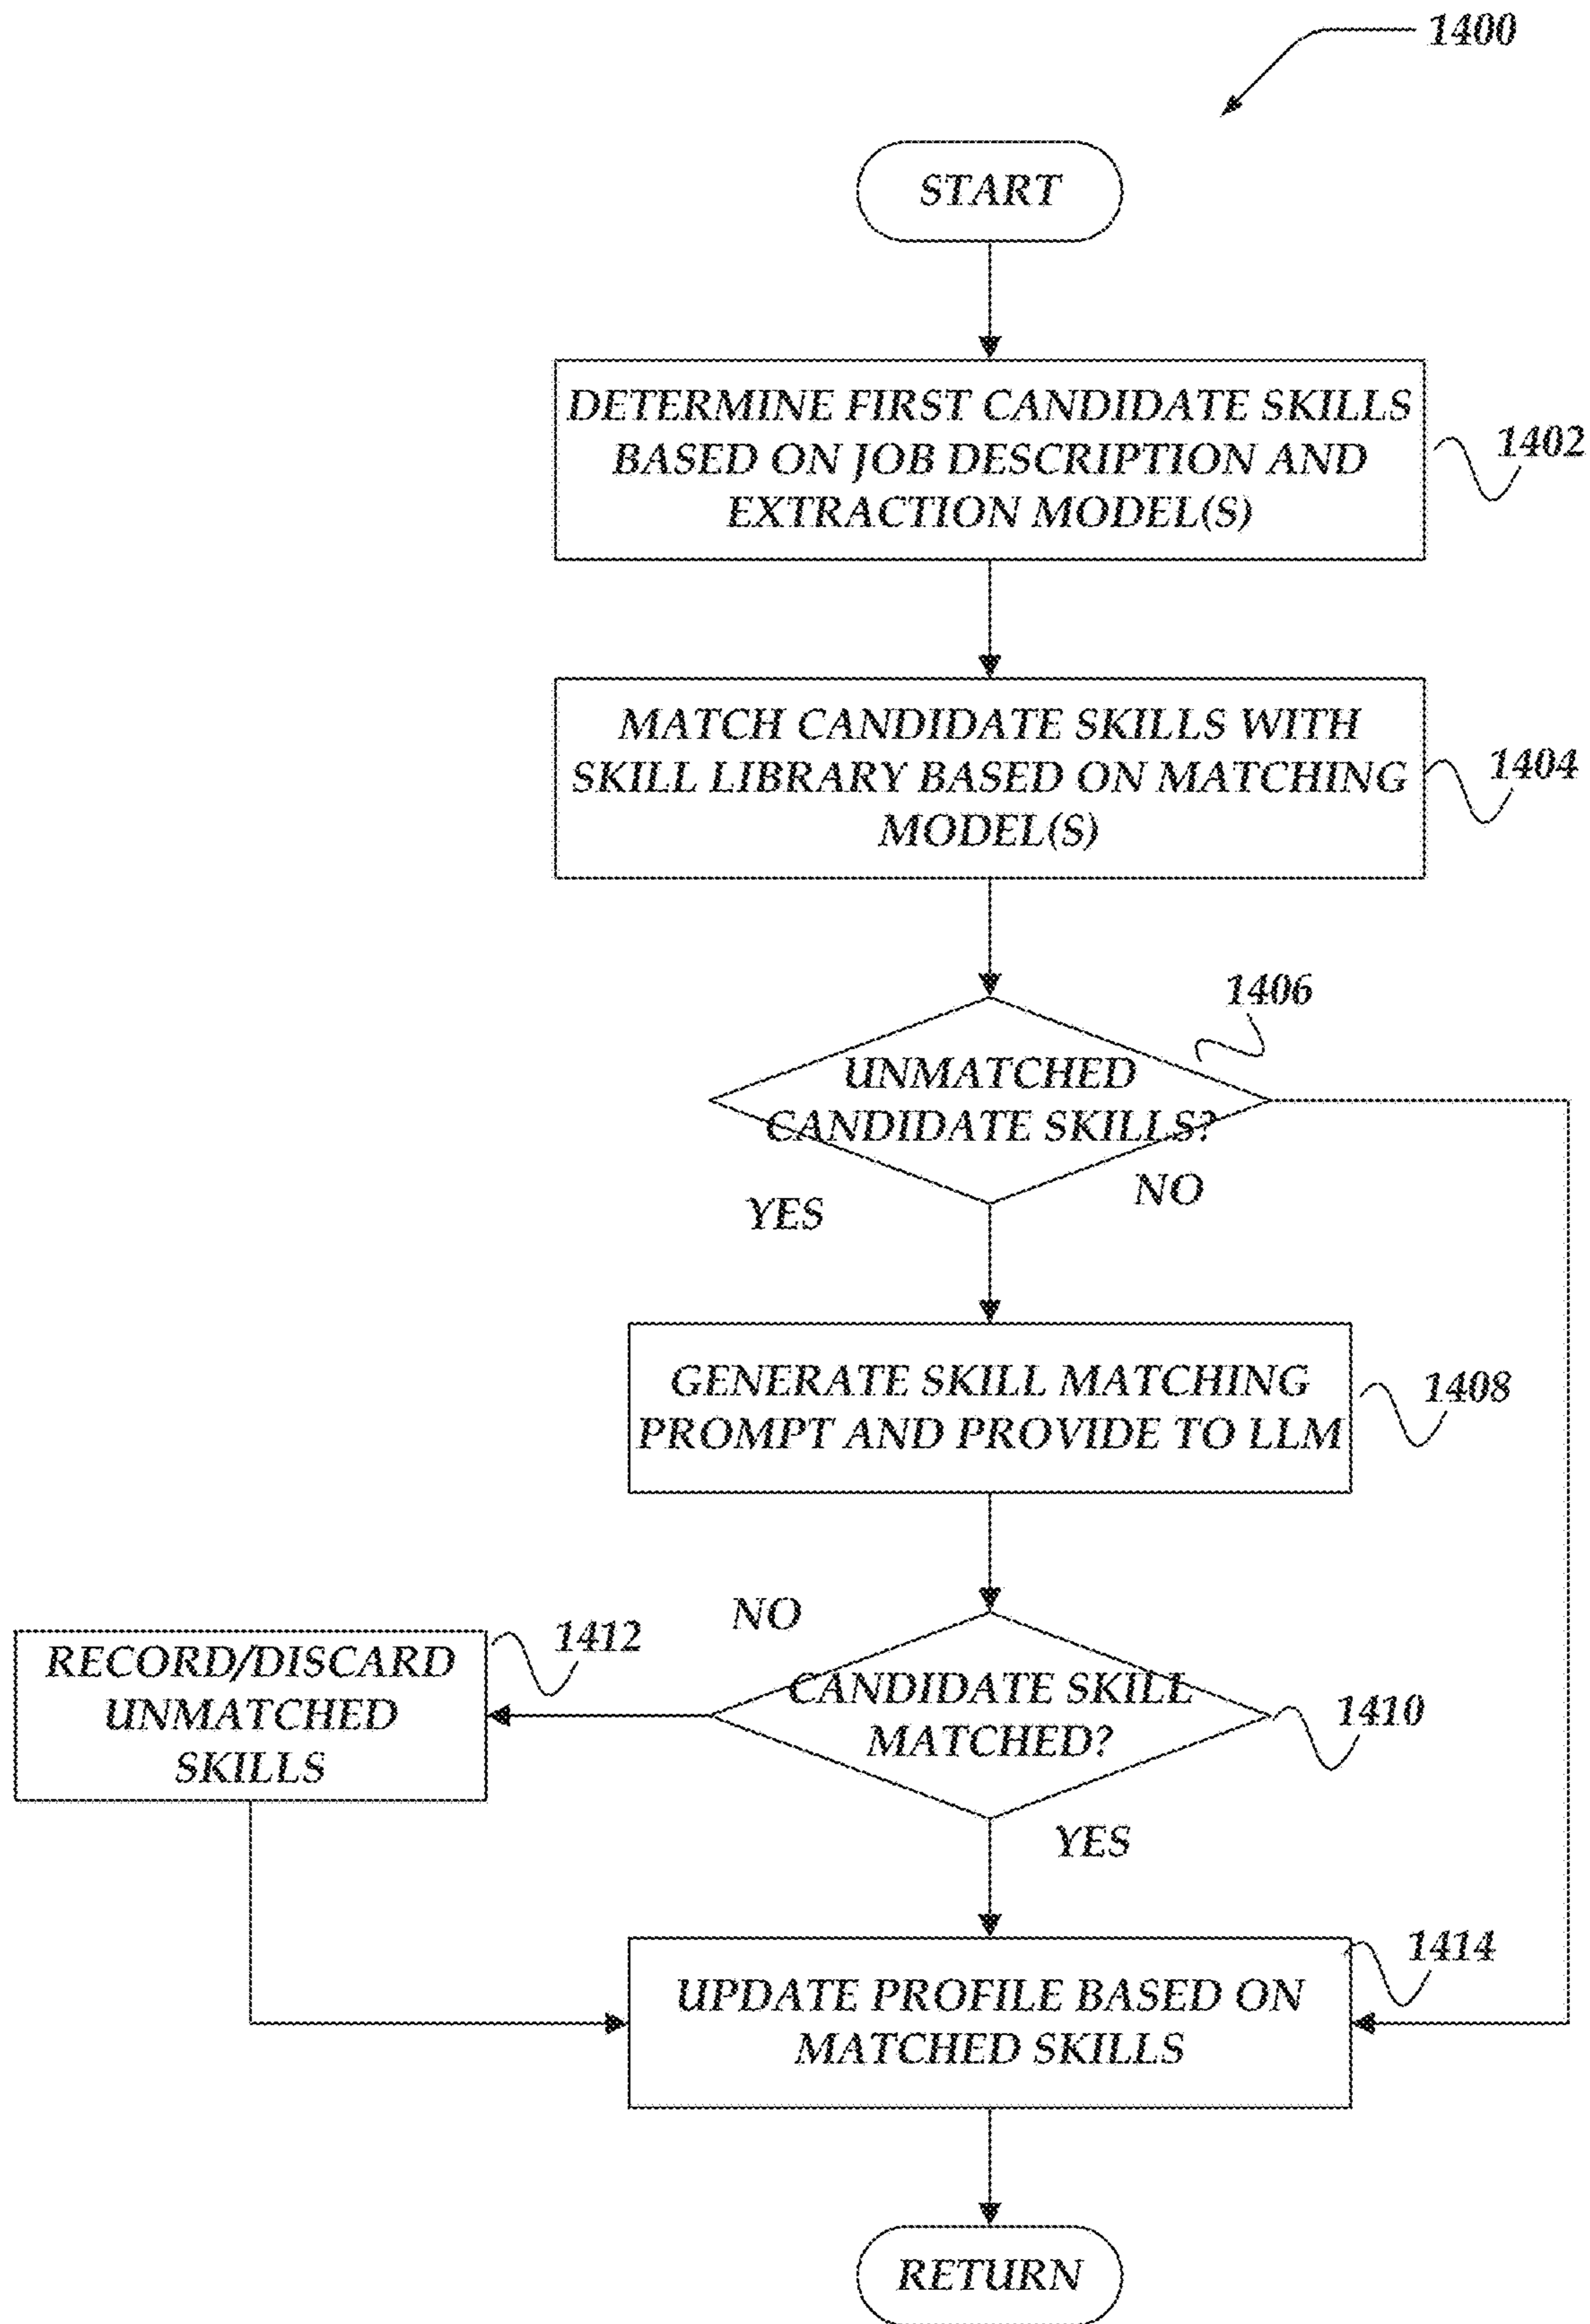 1400
START
DETERMINE FIRST CANDIDATE SKILLS
BASED ON JOB DESCRIPTION AND
EXTRACTION MODEL(S)
1402
MATCH CANDIDATE SKILLS WITH
SKILL LIBRARY BASED ON MATCHING
MODEL(S)
1404
1406
UNMATCHED
CANDIDATE SKILLS?
YES
NO
GENERATE SKILL MATCHING
PROMPT AND PROVIDE TO LLM
1408
NO
CANDIDATE SKILL
MATCHED?
1410
RECORD/DISCARD
UNMATCHED
SKILLS
1412
YES
UPDATE PROFILE BASED ON
MATCHED SKILLS
1414
RETURN